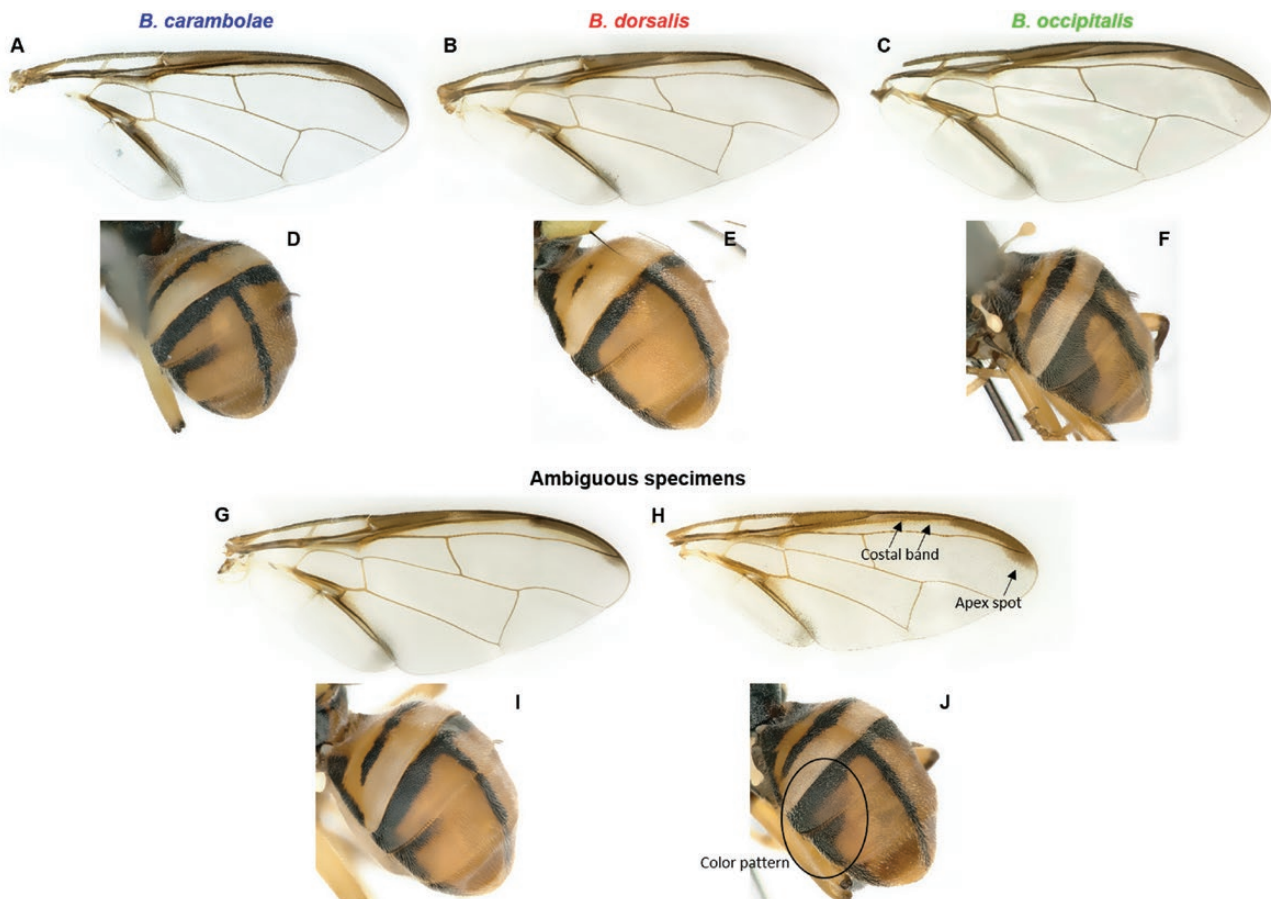 B. carambolae
B. dorsalis
B. occipitalis
A
B
C
D
E
F
Ambiguous specimens
G
H
Costal band
Apex spot
I
J
Color pattern